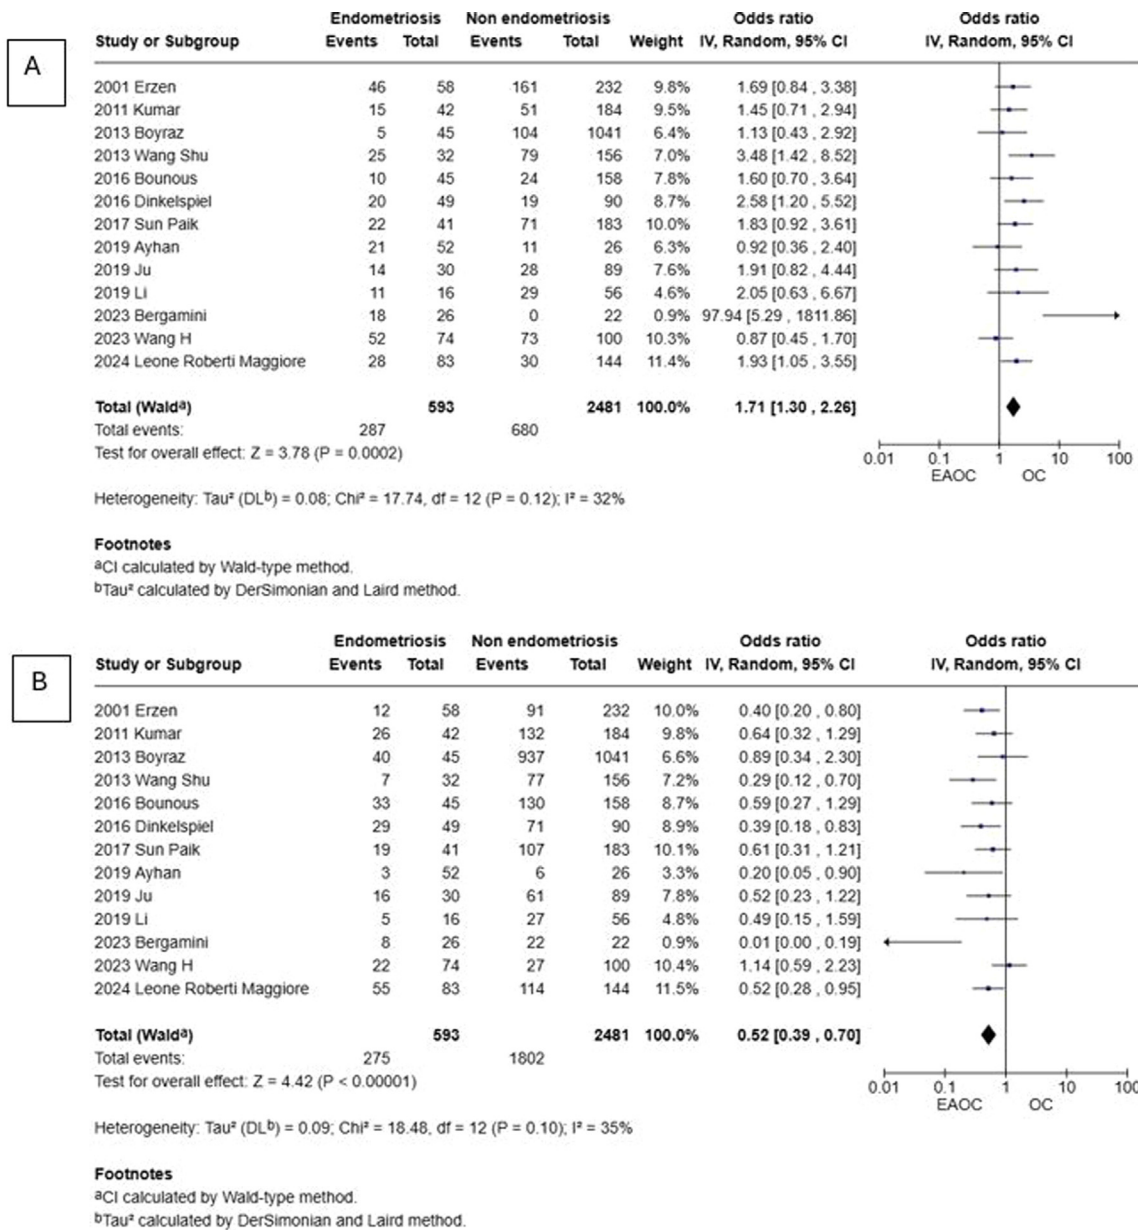 A
Endometriosis Non endometriosis Odds ratio Odds ratio
Study or Subgroup Events Total Events Total Weight IV, Random, 95% CI IV, Random, 95% CI
2001 Erzen 46 58 161 232 9.8% 1.69 [0.84 , 3.38]
2011 Kumar 15 42 51 184 9.5% 1.45 [0.71 , 2.94]
2013 Boyraz 5 45 104 1041 6.4% 1.13 [0.43 , 2.92]
2013 Wang Shu 25 32 79 156 7.0% 3.48 [1.42 , 8.52]
2016 Bounous 10 45 24 158 7.8% 1.60 [0.70 , 3.64]
2016 Dinkelspiel 20 49 19 90 8.7% 2.58 [1.20 , 5.52]
2017 Sun Paik 22 41 71 183 10.0% 1.83 [0.92 , 3.61]
2019 Ayhan 21 52 11 26 6.3% 0.92 [0.36 , 2.40]
2019 Ju 14 30 28 89 7.6% 1.91 [0.82 , 4.44]
2019 Li 11 16 29 56 4.6% 2.05 [0.63 , 6.67]
2023 Bergamini 18 26 0 22 0.9% 97.94 [5.29 , 1811.86]
2023 Wang H 52 74 73 100 10.3% 0.87 [0.45 , 1.70]
2024 Leone Roberti Maggiore 28 83 30 144 11.4% 1.93 [1.05 , 3.55]
Total (Waldᵃ) 593 2481 100.0% 1.71 [1.30 , 2.26]
Total events: 287 680
Test for overall effect: Z = 3.78 (P = 0.0002)
0.01 0.1 1 10 100
EAOC OC
Heterogeneity: Tau² (DLᵇ) = 0.08; Chi² = 17.74, df = 12 (P = 0.12); I² = 32%
Footnotes
ᵃCI calculated by Wald-type method.
ᵇTau² calculated by DerSimonian and Laird method.
B
Endometriosis Non endometriosis Odds ratio Odds ratio
Study or Subgroup Events Total Events Total Weight IV, Random, 95% CI IV, Random, 95% CI
2001 Erzen 12 58 91 232 10.0% 0.40 [0.20 , 0.80]
2011 Kumar 26 42 132 184 9.8% 0.64 [0.32 , 1.29]
2013 Boyraz 40 45 937 1041 6.6% 0.89 [0.34 , 2.30]
2013 Wang Shu 7 32 77 156 7.2% 0.29 [0.12 , 0.70]
2016 Bounous 33 45 130 158 8.7% 0.59 [0.27 , 1.29]
2016 Dinkelspiel 29 49 71 90 8.9% 0.39 [0.18 , 0.83]
2017 Sun Paik 19 41 107 183 10.1% 0.61 [0.31 , 1.21]
2019 Ayhan 3 52 6 26 3.3% 0.20 [0.05 , 0.90]
2019 Ju 16 30 61 89 7.8% 0.52 [0.23 , 1.22]
2019 Li 5 16 27 56 4.8% 0.49 [0.15 , 1.59]
2023 Bergamini 8 26 22 22 0.9% 0.01 [0.00 , 0.19]
2023 Wang H 22 74 27 100 10.4% 1.14 [0.59 , 2.23]
2024 Leone Roberti Maggiore 55 83 114 144 11.5% 0.52 [0.28 , 0.95]
Total (Waldᵃ) 593 2481 100.0% 0.52 [0.39 , 0.70]
Total events: 275 1802
Test for overall effect: Z = 4.42 (P < 0.00001)
0.01 0.1 1 10 100
EAOC OC
Heterogeneity: Tau² (DLᵇ) = 0.09; Chi² = 18.48, df = 12 (P = 0.10); I² = 35%
Footnotes
ᵃCI calculated by Wald-type method.
ᵇTau² calculated by DerSimonian and Laird method.